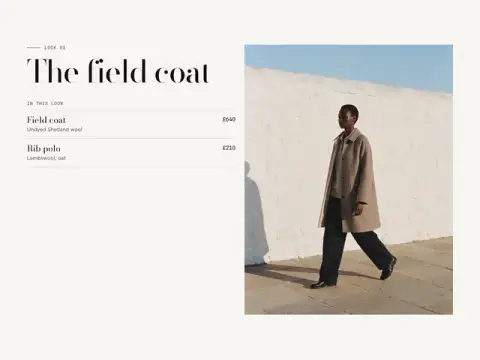 LOOK 01
The field coat
IN THIS LOOK
Field coat £640
Undyed Shetland wool
Rib polo £210
Lambswool, oat